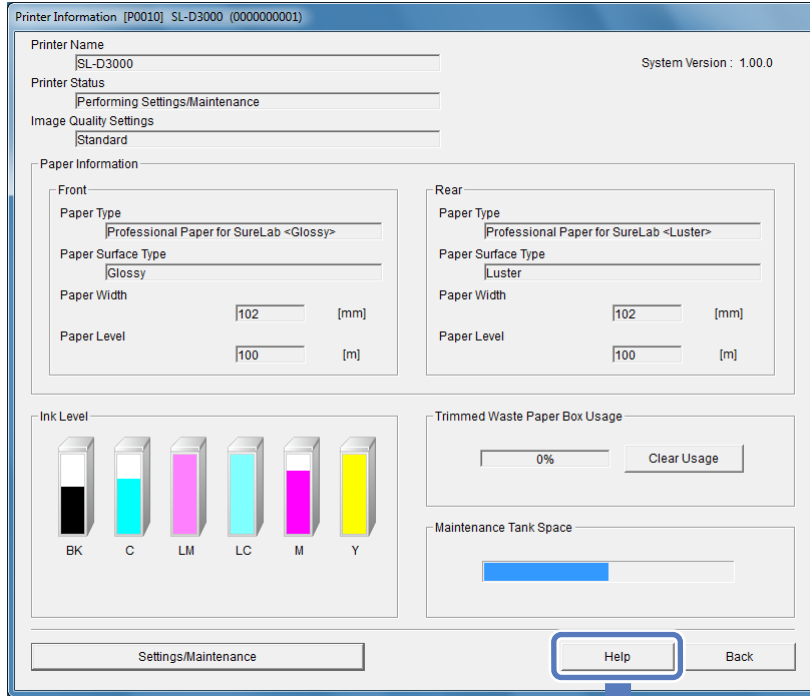 Printer Information [P0010] SL-D3000 (0000000001)
Printer Name
SL-D3000
System Version : 1.00.0
Printer Status
Performing Settings/Maintenance
Image Quality Settings
Standard
Paper Information
Front
Paper Type
Professional Paper for SureLab <Glossy>
Paper Surface Type
Glossy
Paper Width
102 [mm]
Paper Level
100 [m]
Rear
Paper Type
Professional Paper for SureLab <Luster>
Paper Surface Type
Luster
Paper Width
102 [mm]
Paper Level
100 [m]
Ink Level
BK C LM LC M Y
Trimmed Waste Paper Box Usage
0% Clear Usage
Maintenance Tank Space
Settings/Maintenance Help Back